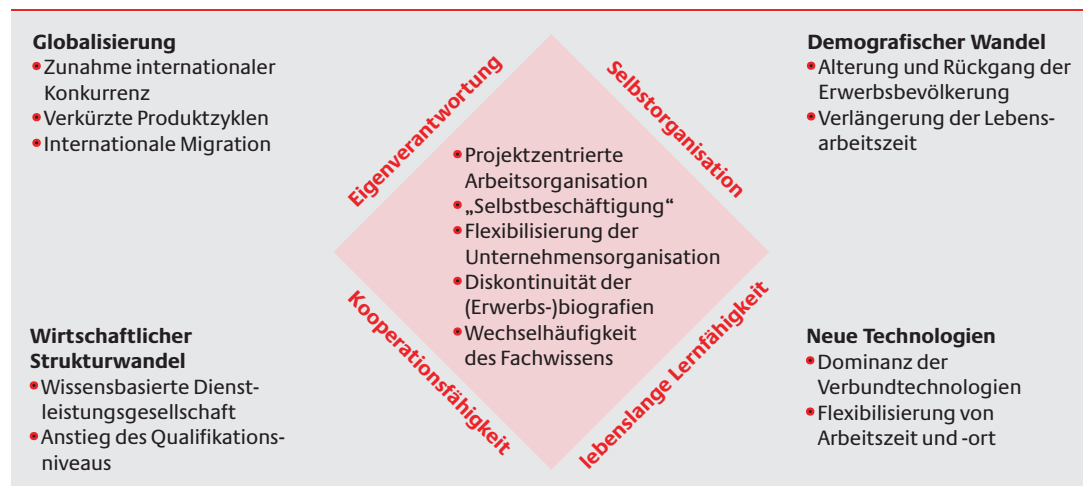 Globalisierung
• Zunahme internationaler
Konkurrenz
• Verkürzte Produktzyklen
• Internationale Migration
Demografischer Wandel
• Alterung und Rückgang der
Erwerbsbevölkerung
• Verlängerung der Lebens-
arbeitszeit
Eigenverantwortung
Selbstorganisation
• Projektzentrierte
Arbeitsorganisation
• „Selbstbeschäftigung“
• Flexibilisierung der
Unternehmensorganisation
• Diskontinuität der
(Erwerbs-)biografien
• Wechselhäufigkeit
des Fachwissens
Kooperationsfähigkeit
lebenslange Lernfähigkeit
Wirtschaftlicher
Strukturwandel
• Wissensbasierte Dienst-
leistungsgesellschaft
• Anstieg des Qualifikations-
niveaus
Neue Technologien
• Dominanz der
Verbundtechnologien
• Flexibilisierung von
Arbeitszeit und -ort